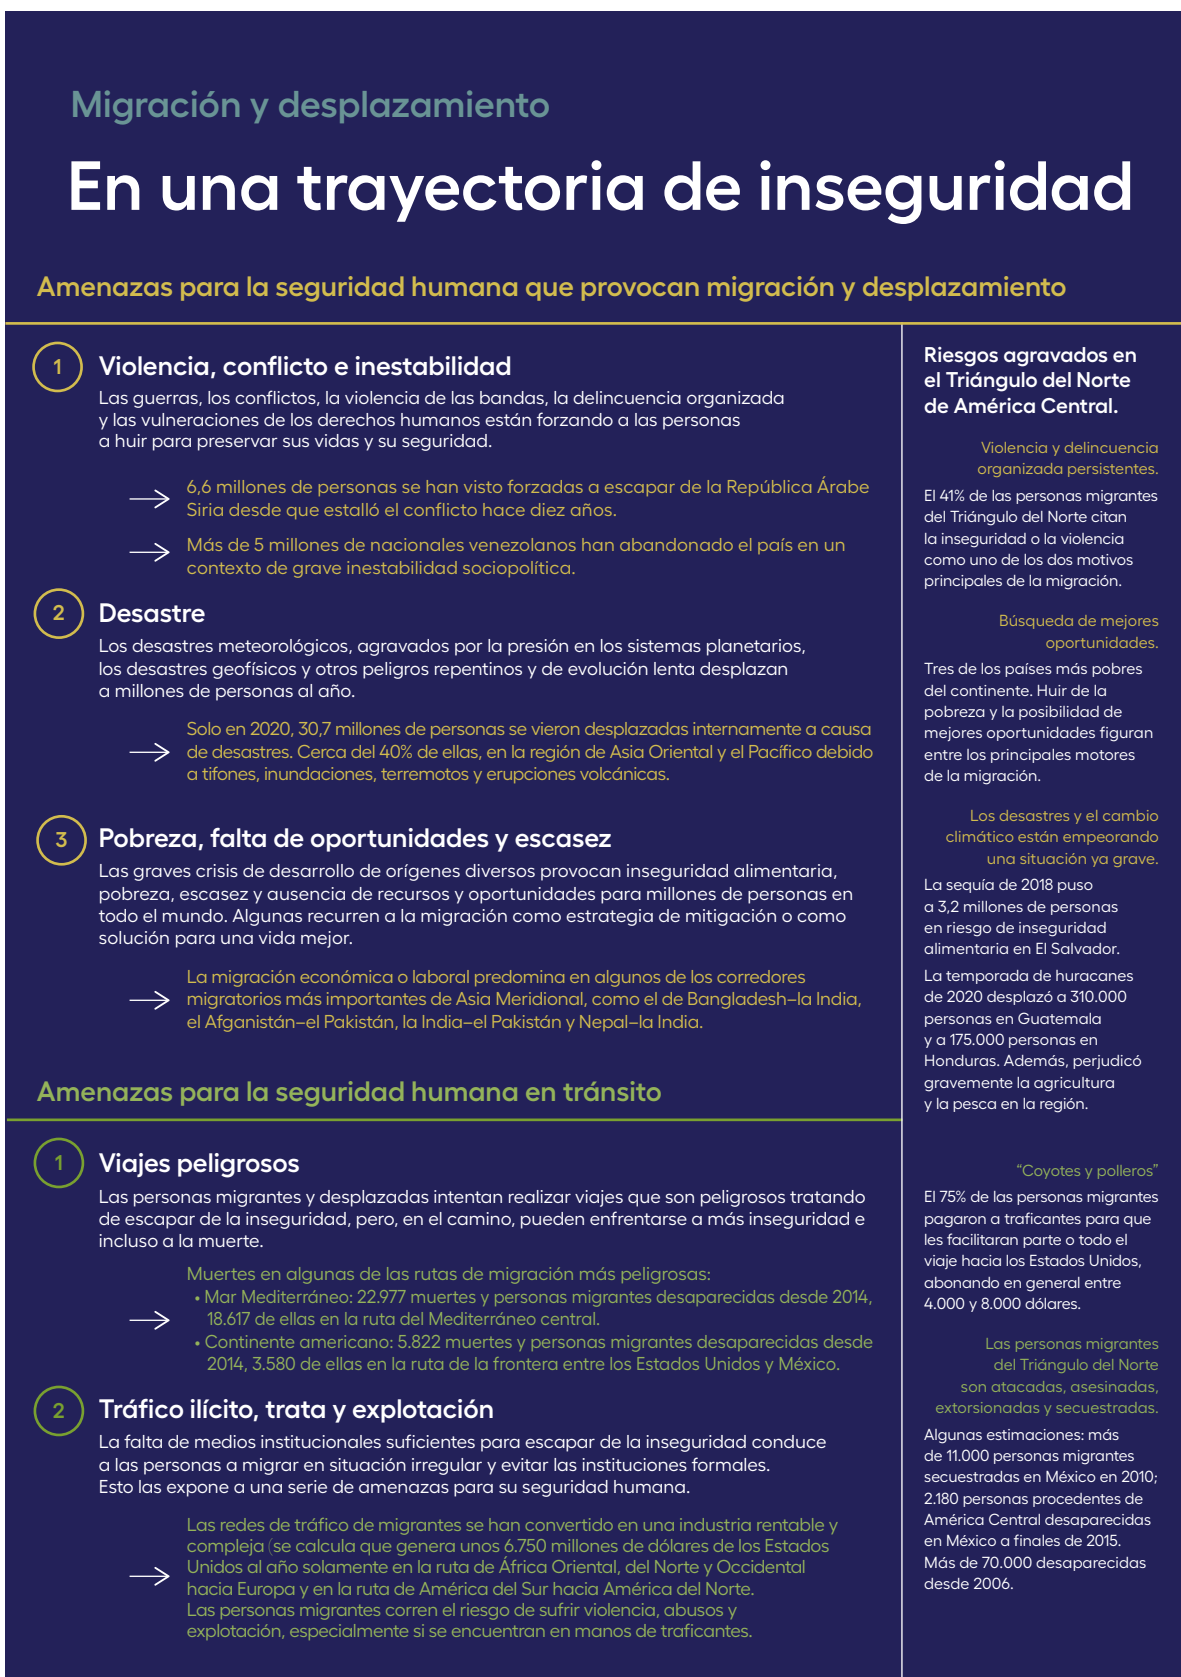 Migración y desplazamiento
En una trayectoria de inseguridad
Amenazas para la seguridad humana que provocan migración y desplazamiento
1
Violencia, conflicto e inestabilidad
Las guerras, los conflictos, la violencia de las bandas, la delincuencia organizada
y las vulneraciones de los derechos humanos están forzando a las personas
a huir para preservar sus vidas y su seguridad.
6,6 millones de personas se han visto forzadas a escapar de la República Árabe
Siria desde que estalló el conflicto hace diez años.
Más de 5 millones de nacionales venezolanos han abandonado el país en un
contexto de grave inestabilidad sociopolítica.
2
Desastre
Los desastres meteorológicos, agravados por la presión en los sistemas planetarios,
los desastres geofísicos y otros peligros repentinos y de evolución lenta desplazan
a millones de personas al año.
Solo en 2020, 30,7 millones de personas se vieron desplazadas internamente a causa
de desastres. Cerca del 40% de ellas, en la región de Asia Oriental y el Pacífico debido
a tifones, inundaciones, terremotos y erupciones volcánicas.
3
Pobreza, falta de oportunidades y escasez
Las graves crisis de desarrollo de orígenes diversos provocan inseguridad alimentaria,
pobreza, escasez y ausencia de recursos y oportunidades para millones de personas en
todo el mundo. Algunas recurren a la migración como estrategia de mitigación o como
solución para una vida mejor.
La migración económica o laboral predomina en algunos de los corredores
migratorios más importantes de Asia Meridional, como el de Bangladesh–la India,
el Afganistán–el Pakistán, la India–el Pakistán y Nepal–la India.
Amenazas para la seguridad humana en tránsito
1
Viajes peligrosos
Las personas migrantes y desplazadas intentan realizar viajes que son peligrosos tratando
de escapar de la inseguridad, pero, en el camino, pueden enfrentarse a más inseguridad e
incluso a la muerte.
Muertes en algunas de las rutas de migración más peligrosas:
• Mar Mediterráneo: 22.977 muertes y personas migrantes desaparecidas desde 2014,
18.617 de ellas en la ruta del Mediterráneo central.
• Continente americano: 5.822 muertes y personas migrantes desaparecidas desde
2014, 3.580 de ellas en la ruta de la frontera entre los Estados Unidos y México.
2
Tráfico ilícito, trata y explotación
La falta de medios institucionales suficientes para escapar de la inseguridad conduce
a las personas a migrar en situación irregular y evitar las instituciones formales.
Esto las expone a una serie de amenazas para su seguridad humana.
Las redes de tráfico de migrantes se han convertido en una industria rentable y
compleja (se calcula que genera unos 6.750 millones de dólares de los Estados
Unidos al año solamente en la ruta de África Oriental, del Norte y Occidental
hacia Europa y en la ruta de América del Sur hacia América del Norte.
Las personas migrantes corren el riesgo de sufrir violencia, abusos y
explotación, especialmente si se encuentran en manos de traficantes.
Riesgos agravados en
el Triángulo del Norte
de América Central.
Violencia y delincuencia
organizada persistentes.
El 41% de las personas migrantes
del Triángulo del Norte citan
la inseguridad o la violencia
como uno de los dos motivos
principales de la migración.
Búsqueda de mejores
oportunidades.
Tres de los países más pobres
del continente. Huir de la
pobreza y la posibilidad de
mejores oportunidades figuran
entre los principales motores
de la migración.
Los desastres y el cambio
climático están empeorando
una situación ya grave.
La sequía de 2018 puso
a 3,2 millones de personas
en riesgo de inseguridad
alimentaria en El Salvador.
La temporada de huracanes
de 2020 desplazó a 310.000
personas en Guatemala
y a 175.000 personas en
Honduras. Además, perjudicó
gravemente la agricultura
y la pesca en la región.
“Coyotes y polleros”
El 75% de las personas migrantes
pagaron a traficantes para que
les facilitaran parte o todo el
viaje hacia los Estados Unidos,
abonando en general entre
4.000 y 8.000 dólares.
Las personas migrantes
del Triángulo del Norte
son atacadas, asesinadas,
extorsionadas y secuestradas.
Algunas estimaciones: más
de 11.000 personas migrantes
secuestradas en México en 2010;
2.180 personas procedentes de
América Central desaparecidas
en México a finales de 2015.
Más de 70.000 desaparecidas
desde 2006.